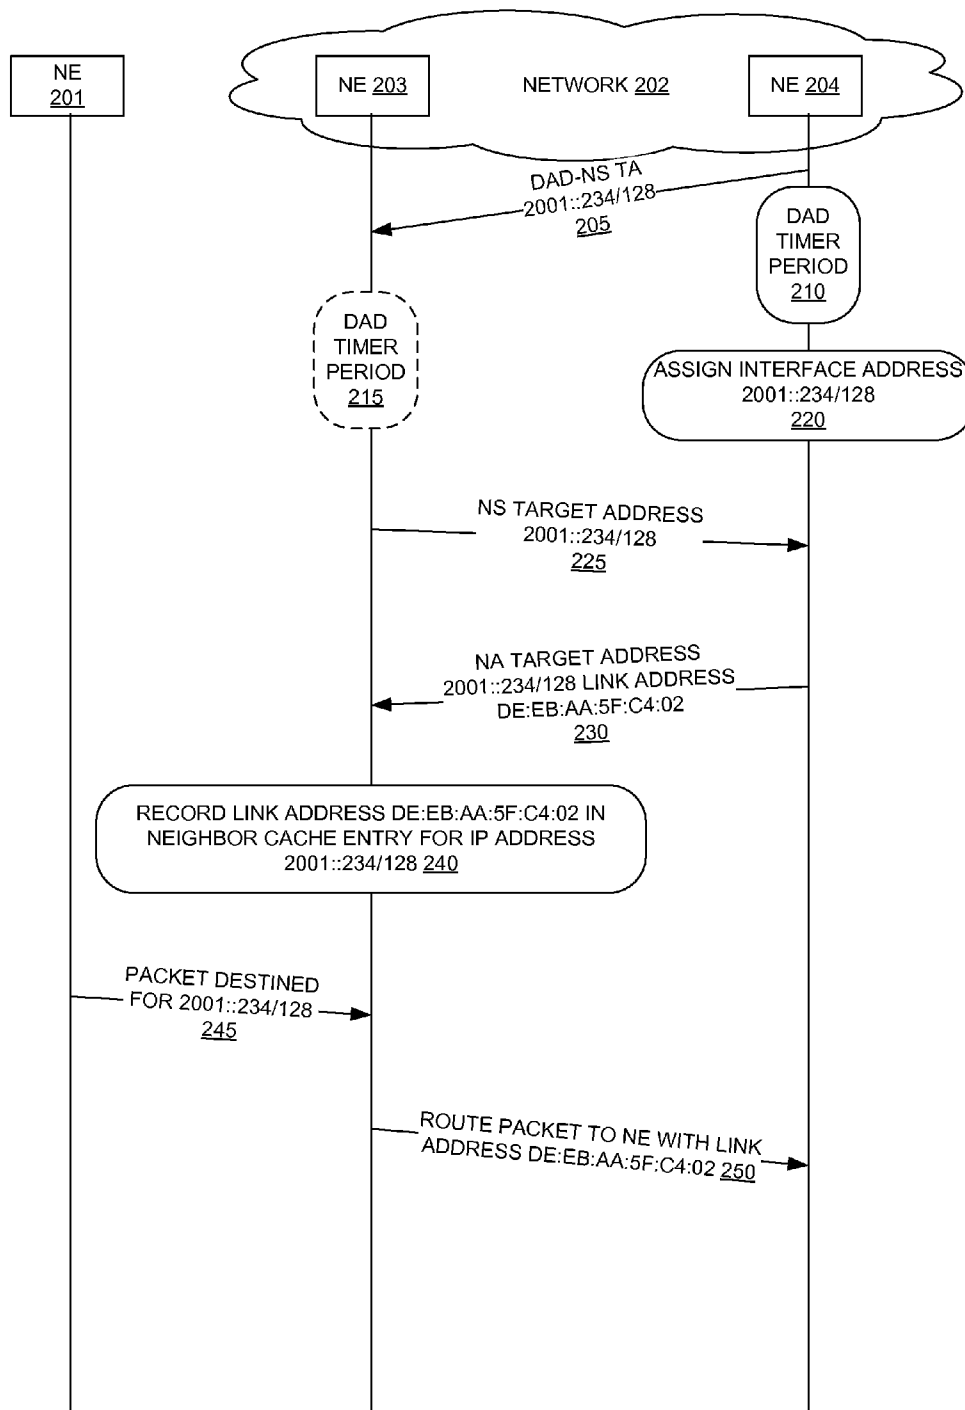 NE
201
NE 203
NETWORK 202
NE 204
DAD-NS TA
2001::234/128
205
DAD
TIMER
PERIOD
210
DAD
TIMER
PERIOD
215
ASSIGN INTERFACE ADDRESS
2001::234/128
220
NS TARGET ADDRESS
2001::234/128
225
NA TARGET ADDRESS
2001::234/128 LINK ADDRESS
DE:EB:AA:5F:C4:02
230
RECORD LINK ADDRESS DE:EB:AA:5F:C4:02 IN
NEIGHBOR CACHE ENTRY FOR IP ADDRESS
2001::234/128 240
PACKET DESTINED
FOR 2001::234/128
245
ROUTE PACKET TO NE WITH LINK
ADDRESS DE:EB:AA:5F:C4:02 250